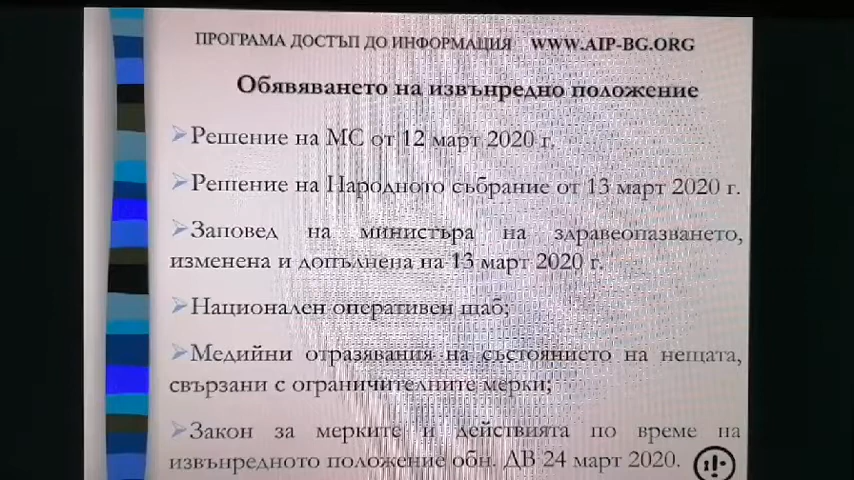 ПРОГРАМА ДОСТЪП ДО ИНФОРМАЦИЯ WWW.AIP-BG.ORG
Обявяването на извънредно положение
Решение на МС от 12 март 2020 г.
Решение на Народното събрание от 13 март 2020 г.
Заповед на министъра на здравеопазването,
изменена и допълнена на 13 март 2020 г.
Национален оперативен щаб;
Медийни отразявания на състоянието на нещата,
свързани с ограничителните мерки;
Закон за мерките и действията по време на
извънредното положение обн. ДВ 24 март 2020.